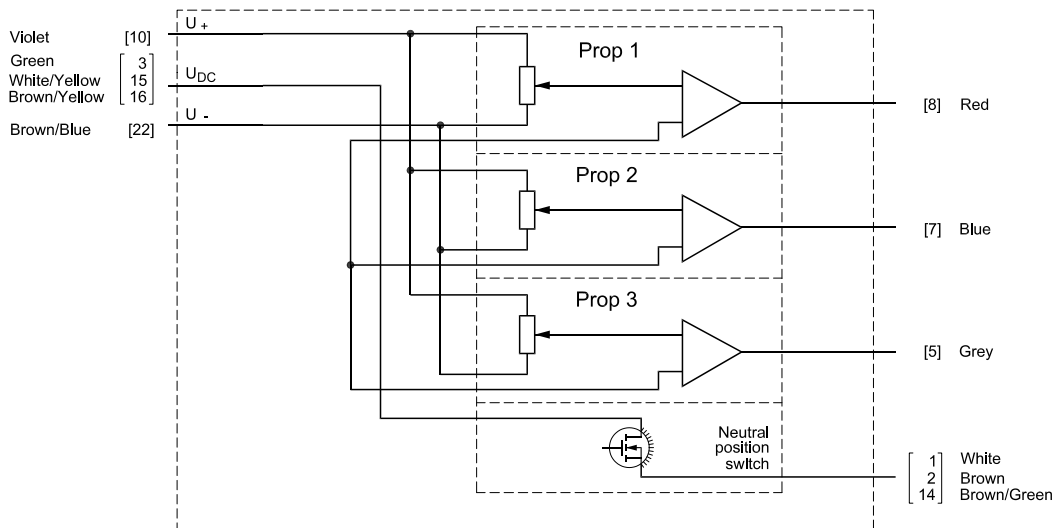 Violet [10] U +
Green 3
White/Yellow 15 UDC
Brown/Yellow 16
Brown/Blue [22] U -
Prop 1
[8] Red
Prop 2
[7] Blue
Prop 3
[5] Grey
Neutral
position
switch
1 White
2 Brown
14 Brown/Green